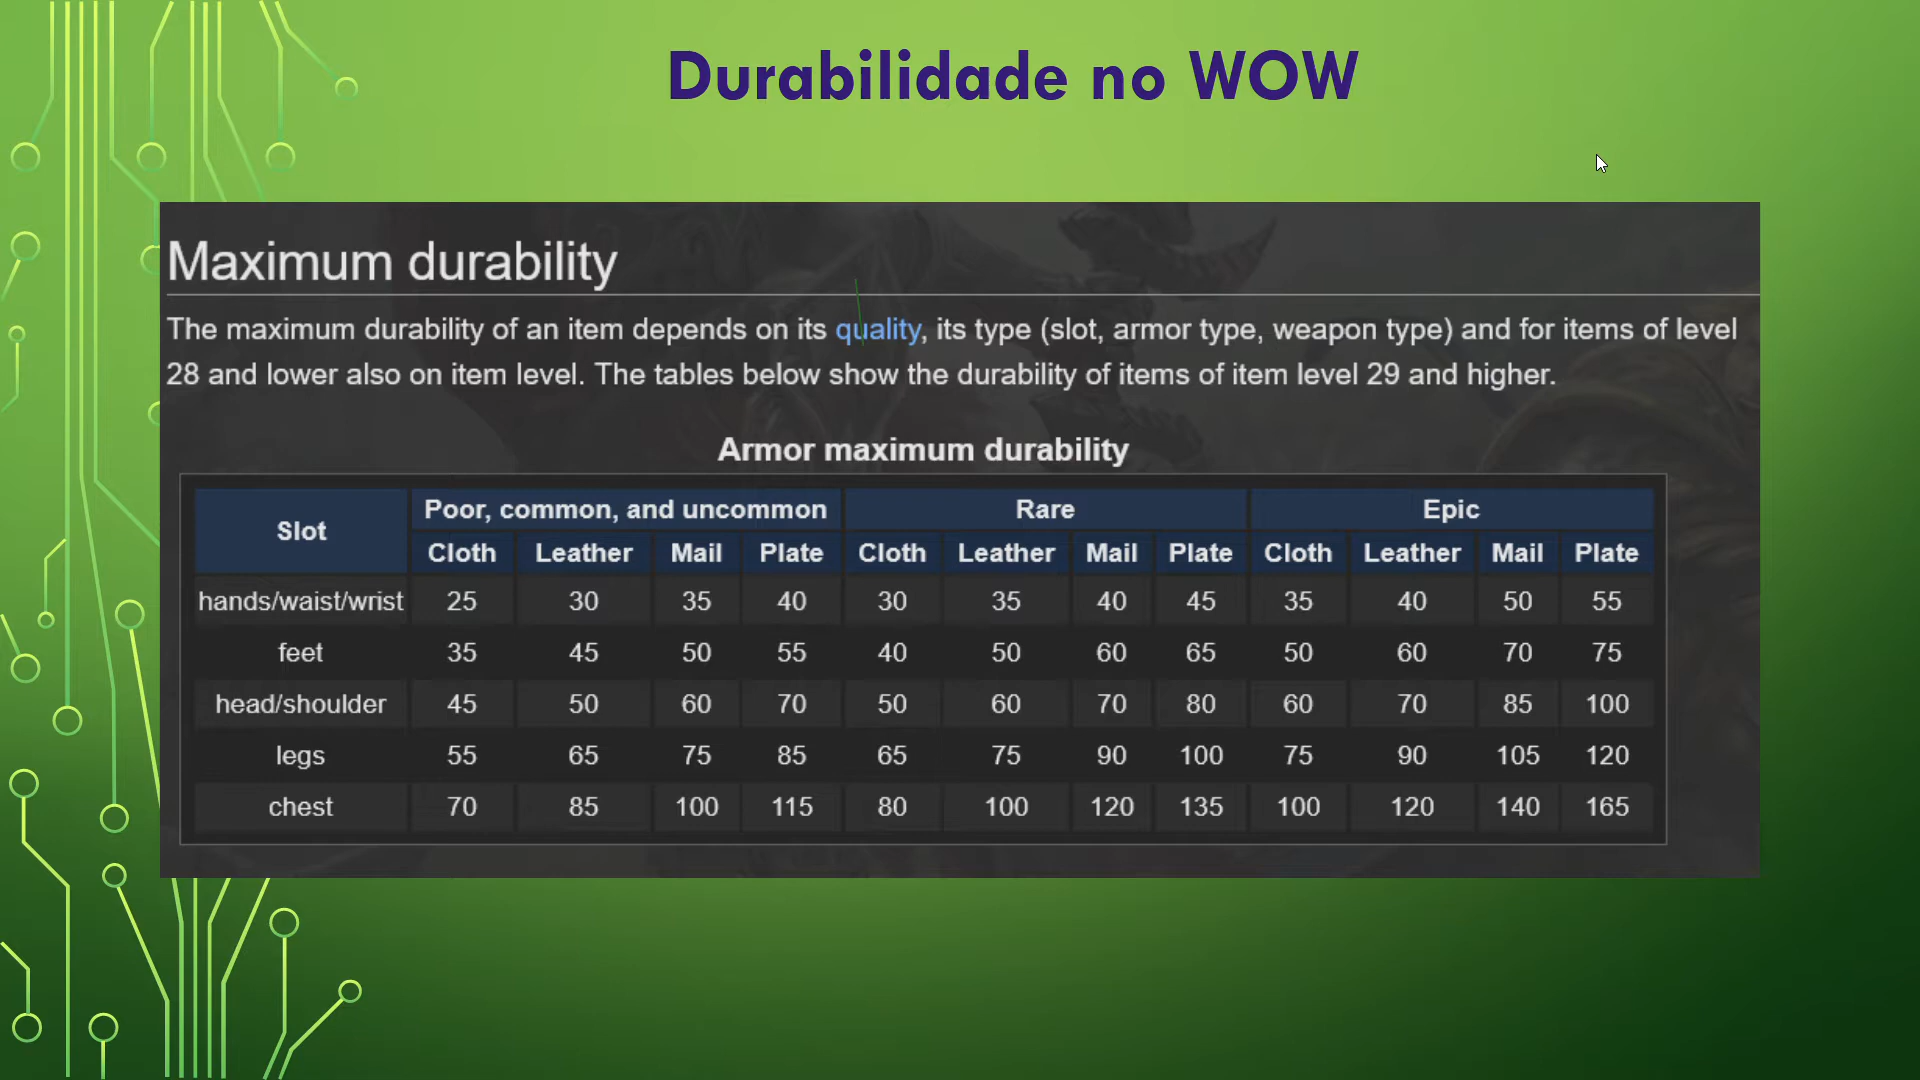 Durabilidade no WOW
Maximum durability
The maximum durability of an item depends on its quality, its type (slot, armor type, weapon type) and for items of level
28 and lower also on item level. The tables below show the durability of items of item level 29 and higher.
Armor maximum durability
Slot Poor, common, and uncommon Rare Epic
Cloth Leather Mail Plate Cloth Leather Mail Plate Cloth Leather Mail Plate
hands/waist/wrist 25 30 35 40 30 35 40 45 35 40 50 55
feet 35 45 50 55 40 50 60 65 50 60 70 75
head/shoulder 45 50 60 70 50 60 70 80 60 70 85 100
legs 55 65 75 85 65 75 90 100 75 90 105 120
chest 70 85 100 115 80 100 120 135 100 120 140 165